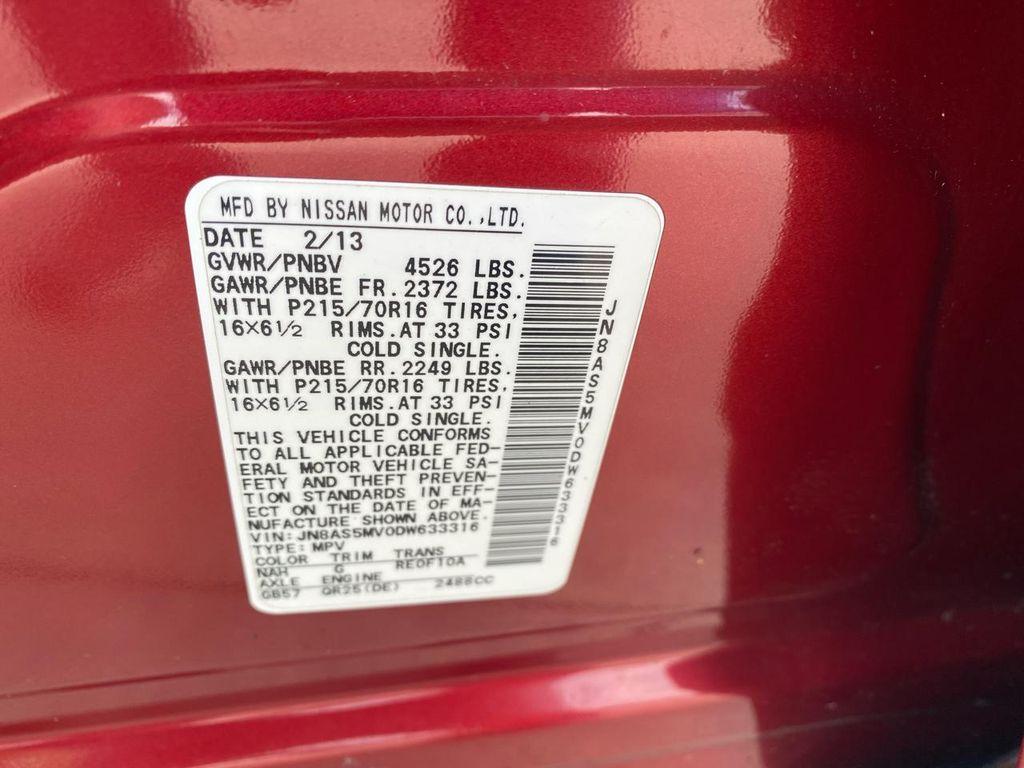 MFD BY NISSAN MOTOR CO.,LTD.
DATE 2/13
GVWR/PNBV 4526 LBS.
GAWR/PNBE FR.2372 LBS.
WITH P215/70R16 TIRES,
16×6½ RIMS.AT 33 PSI
COLD SINGLE.
GAWR/PNBE RR.2249 LBS.
WITH P215/70R16 TIRES,
16×6½ RIMS.AT 33 PSI
COLD SINGLE.
THIS VEHICLE CONFORMS
TO ALL APPLICABLE FED-
ERAL MOTOR VEHICLE SA-
FETY AND THEFT PREVEN-
TION STANDARDS IN EFF-
ECT ON THE DATE OF MA-
NUFACTURE SHOWN ABOVE.
VIN: JN8AS5MV0DW633316
TYPE: MPV
COLOR TRIM TRANS
NAH G RE0F10A
AXLE ENGINE
GB57 QR25(DE) 2488CC
JN8AS5MV0DW633316